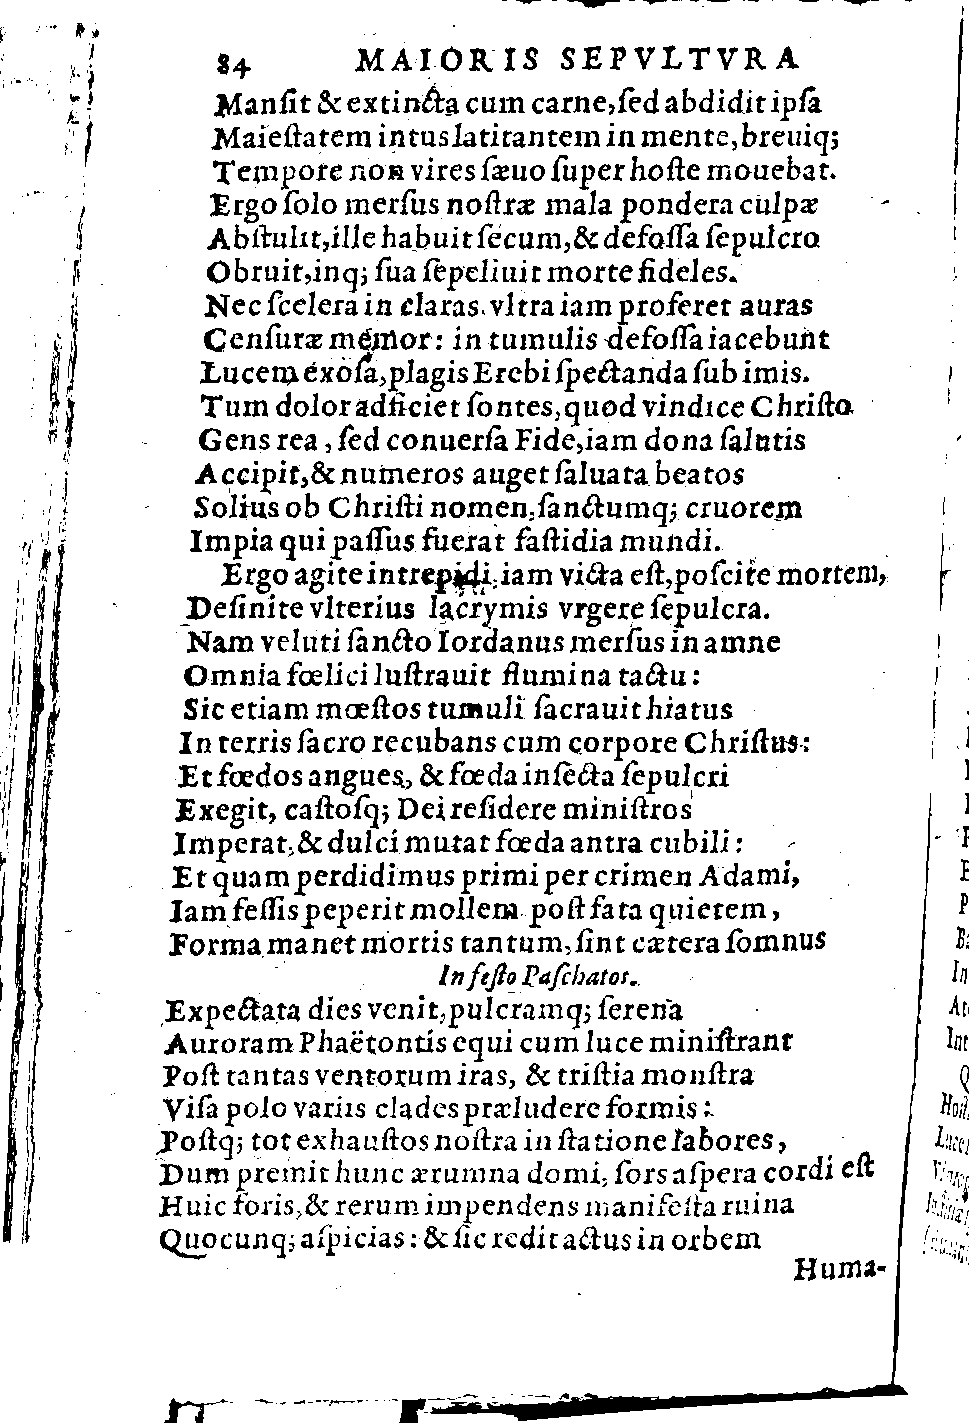 84 MAIORIS SEPVLTVRA
Manſit & extincta cum carne, ſed abdidit ipſa
Maieſtatem intus latitantem in mente, breuiq;
Tempore non vires ſæuo ſuper hoſte mouebat.
Ergo ſolo merſus noſtræ mala pondera culpæ
Abſtulit, ille habuit ſecum, & defoſſa ſepulcro
Obruit, inq; ſua ſepeliuit morte fideles.
Nec ſcelera in claras vltra iam proferet auras
Cenſuræ memor: in tumulis defoſſa iacebunt
Lucem exoſa, plagis Erebi ſpectanda ſub imis.
Tum dolor adficiet ſontes, quod vindice Chriſto
Gens rea, ſed conuerſa Fide, iam dona ſalutis
Accipit, & numeros auget ſaluata beatos
Solius ob Chriſti nomen, ſanctumq; cruorem
Impia qui paſſus fuerat faſtidia mundi.
Ergo agite intrepidi, iam victa eſt, poſcite mortem,
Deſinite vlterius lacrymis vrgere ſepulcra.
Nam veluti ſancto Iordanus merſus in amne
Omnia fœlici luſtrauit flumina tactu:
Sic etiam mœſtos tumuli ſacrauit hiatus
In terris ſacro recubans cum corpore Chriſtus:
Et fœdos angues, & fœda inſecta ſepulcri
Exegit, caſtoſq; Dei reſidere miniſtros
Imperat, & dulci mutat fœda antra cubili:
Et quam perdidimus primi per crimen Adami,
Iam feſſis peperit mollem poſt fata quietem,
Forma manet mortis tantum, ſint cætera ſomnus
In feſto Paſchatos.
Expectata dies venit, pulcramq; ſerena
Auroram Phaëtontis equi cum luce miniſtrant
Poſt tantas ventorum iras, & triſtia monſtra
Viſa polo variis clades præludere formis:
Poſtq; tot exhauſtos noſtra in ſtatione labores,
Dum premit hunc ærumna domi, ſors aſpera cordi eſt
Huic foris, & rerum impendens manifeſta ruina
Quocunq; aſpicias: & ſic redit actus in orbem
Huma-